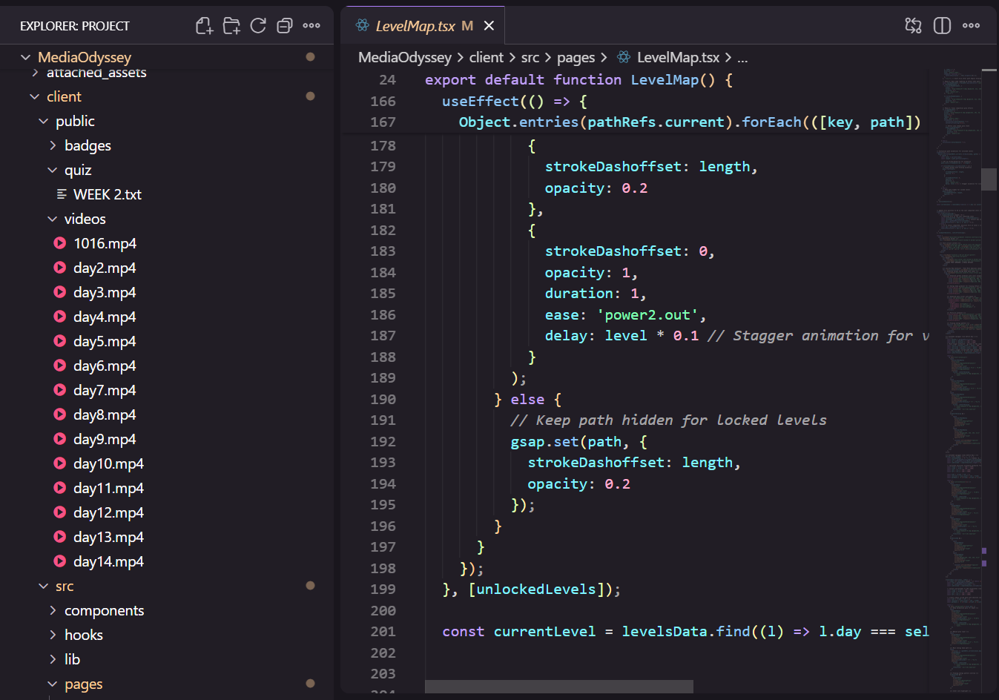 EXPLORER: PROJECT
MediaOdyssey
attached_assets
client
public
badges
quiz
WEEK 2.txt
videos
1016.mp4
day2.mp4
day3.mp4
day4.mp4
day5.mp4
day6.mp4
day7.mp4
day8.mp4
day9.mp4
day10.mp4
day11.mp4
day12.mp4
day13.mp4
day14.mp4
src
components
hooks
lib
pages
LevelMap.tsx M
MediaOdyssey > client > src > pages > LevelMap.tsx > ...
24 export default function LevelMap() {
166 useEffect(() => {
167 Object.entries(pathRefs.current).forEach(([key, path])
178 {
179 strokeDashoffset: length,
180 opacity: 0.2
181 },
182 {
183 strokeDashoffset: 0,
184 opacity: 1,
185 duration: 1,
186 ease: 'power2.out',
187 delay: level * 0.1 // Stagger animation for v
188 }
189 );
190 } else {
191 // Keep path hidden for locked levels
192 gsap.set(path, {
193 strokeDashoffset: length,
194 opacity: 0.2
195 });
196 }
197 }
198 });
199 }, [unlockedLevels]);
200
201 const currentLevel = levelsData.find((l) => l.day === sel
202
203